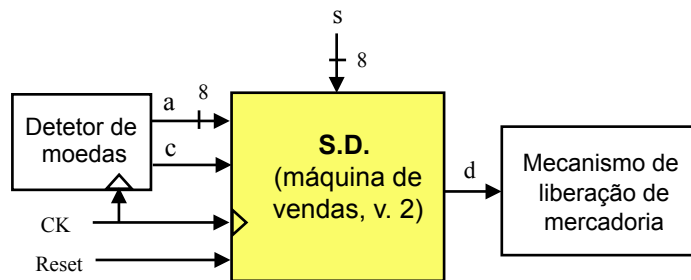 s
8
a
8
Detetor de
moedas
c
S.D.
(máquina de
vendas, v. 2)
d
Mecanismo de
liberação de
mercadoria
CK
Reset